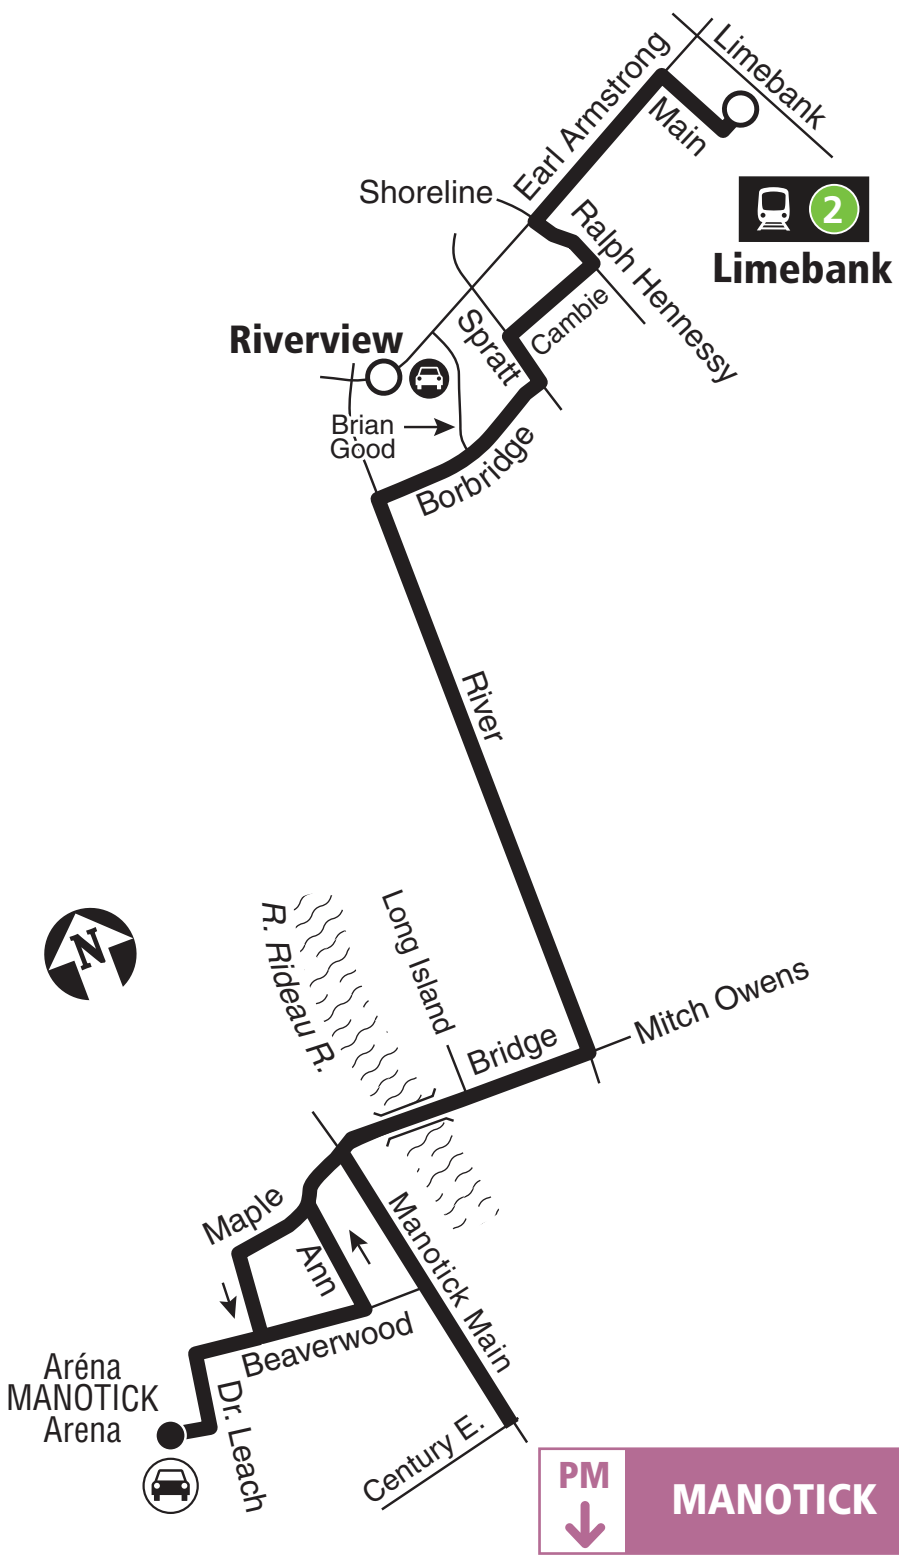 Limebank
Earl Armstrong
Main
2
Limebank
Shoreline
Ralph Hennessy
Cambie
Spratt
Riverview
Brian
Good
Borbridge
River
N
R. Rideau R.
Long Island
Mitch Owens
Bridge
Maple
Ann
Manotick Main
Beaverwood
Aréna
MANOTICK
Arena
Dr. Leach
Century E.
PM
MANOTICK